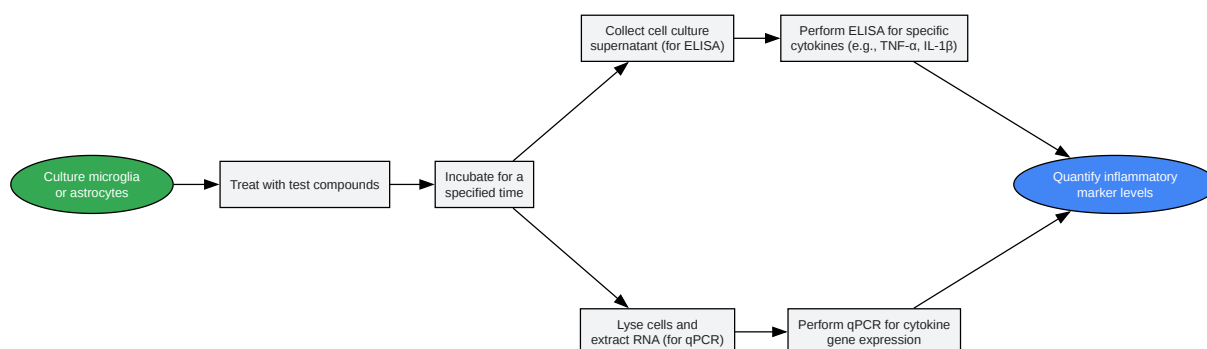 Culture microglia
or astrocytes
Treat with test compounds
Incubate for a
specified time
Collect cell culture
supernatant (for ELISA)
Perform ELISA for specific
cytokines (e.g., TNF-α, IL-1β)
Lyse cells and
extract RNA (for qPCR)
Perform qPCR for cytokine
gene expression
Quantify inflammatory
marker levels